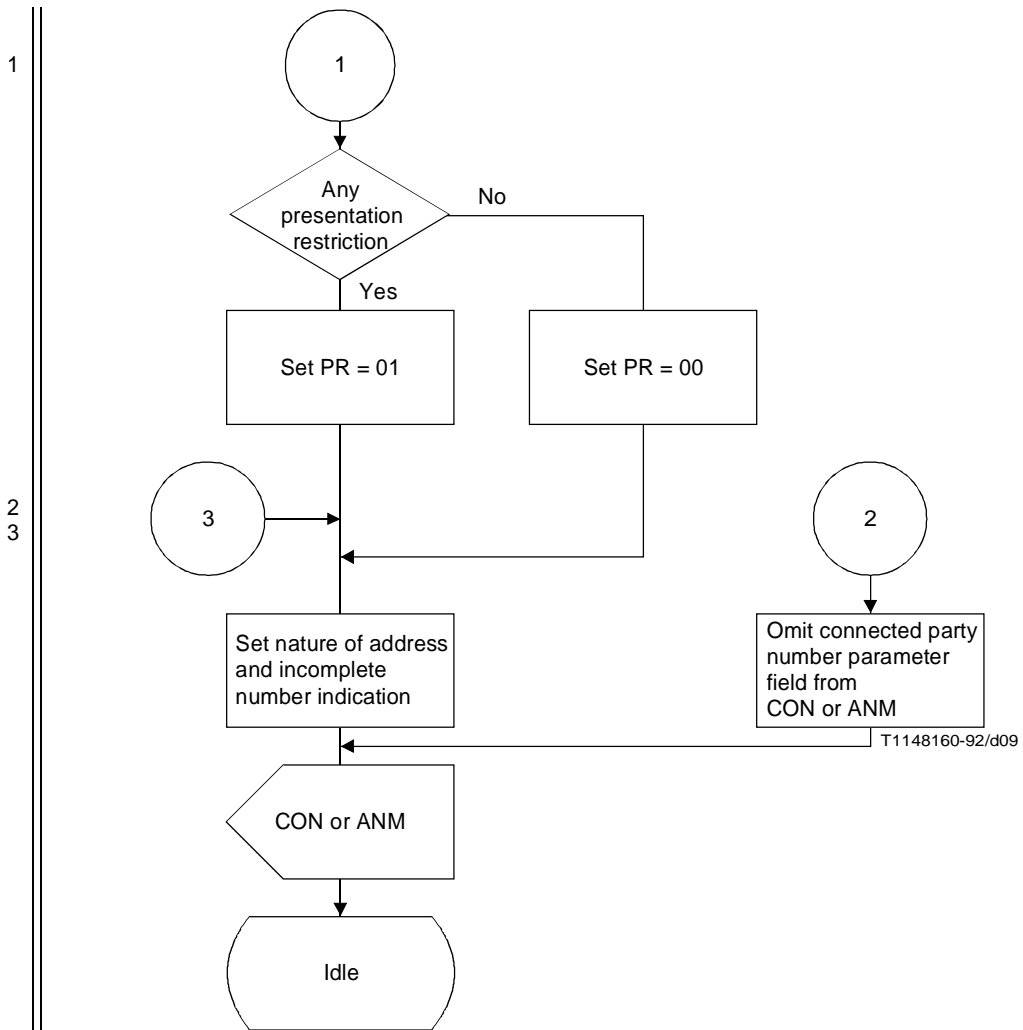 1
1
Any
presentation
restriction
No
Yes
Set PR = 01
Set PR = 00
2
3
3
2
Set nature of address
and incomplete
number indication
Omit connected party
number parameter
field from
CON or ANM
T1148160-92/d09
CON or ANM
Idle